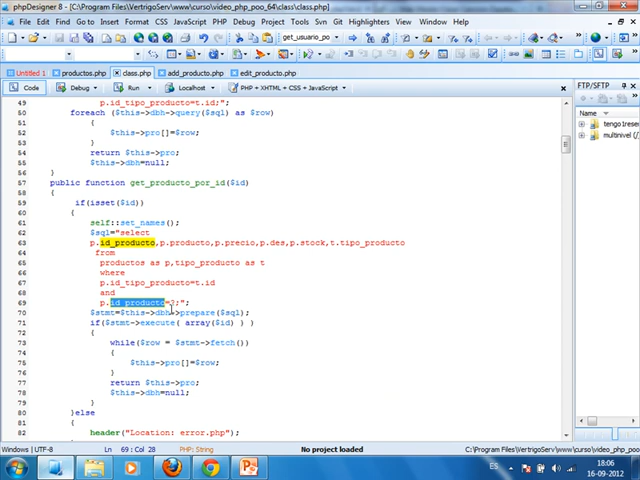 phpDesigner 8 - [C:\Program Files\VertrigoServ\www\curso\video_php_poo_64\class\class.php]
File Edit Go To Insert Format CSS JavaScript PHP Search Project Debug Tools Svn Git Shortcuts Highlighters View Window Help
get_usuario_po
Untitled 1 productos.php class.php add_producto.php edit_producto.php
Code Debug Run Localhost PHP + XHTML + CSS + JavaScript
FTP/SFTP
Name
tengo1rese
multinivel (/
49 p.id_tipo_producto=t.id;";
50 foreach ($this->dbh->query($sql) as $row)
51 {
52 $this->pro[]=$row;
53 }
54 return $this->pro;
55 $this->dbh=null;
56 }
57 public function get_producto_por_id($id)
58 {
59 if(isset($id))
60 {
61 self::set_names();
62 $sql="select
63 p.id_producto,p.producto,p.precio,p.des,p.stock,t.tipo_producto
64 from
65 productos as p,tipo_producto as t
66 where
67 p.id_tipo_producto=t.id
68 and
69 p.id_producto=?;";
70 $stmt=$this->dbh->prepare($sql);
71 if($stmt->execute( array($id) ) )
72 {
73 while($row = $stmt->fetch())
74 {
75 $this->pro[]=$row;
76 }
77 return $this->pro;
78 $this->dbh=null;
79 }
80 }else
81 {
82 header("Location: error.php");
Windows UTF-8 Ln 69 : Col 28 PHP: String No project loaded C:\Program Files\VertrigoServ\www\curso\video_php_poo_
ES 18:06
16-09-2012